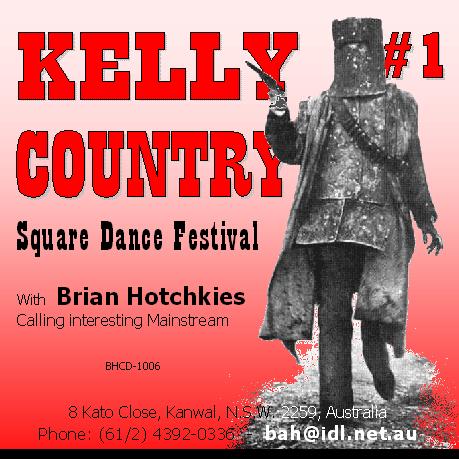 KELLY #1
COUNTRY
Square Dance Festival
With Brian Hotchkies
Calling interesting Mainstream
BHCD-1006
8 Kato Close, Kanwal, N.S.W. 2259, Australia
Phone: (61/2) 4392-0336 bah@idl.net.au